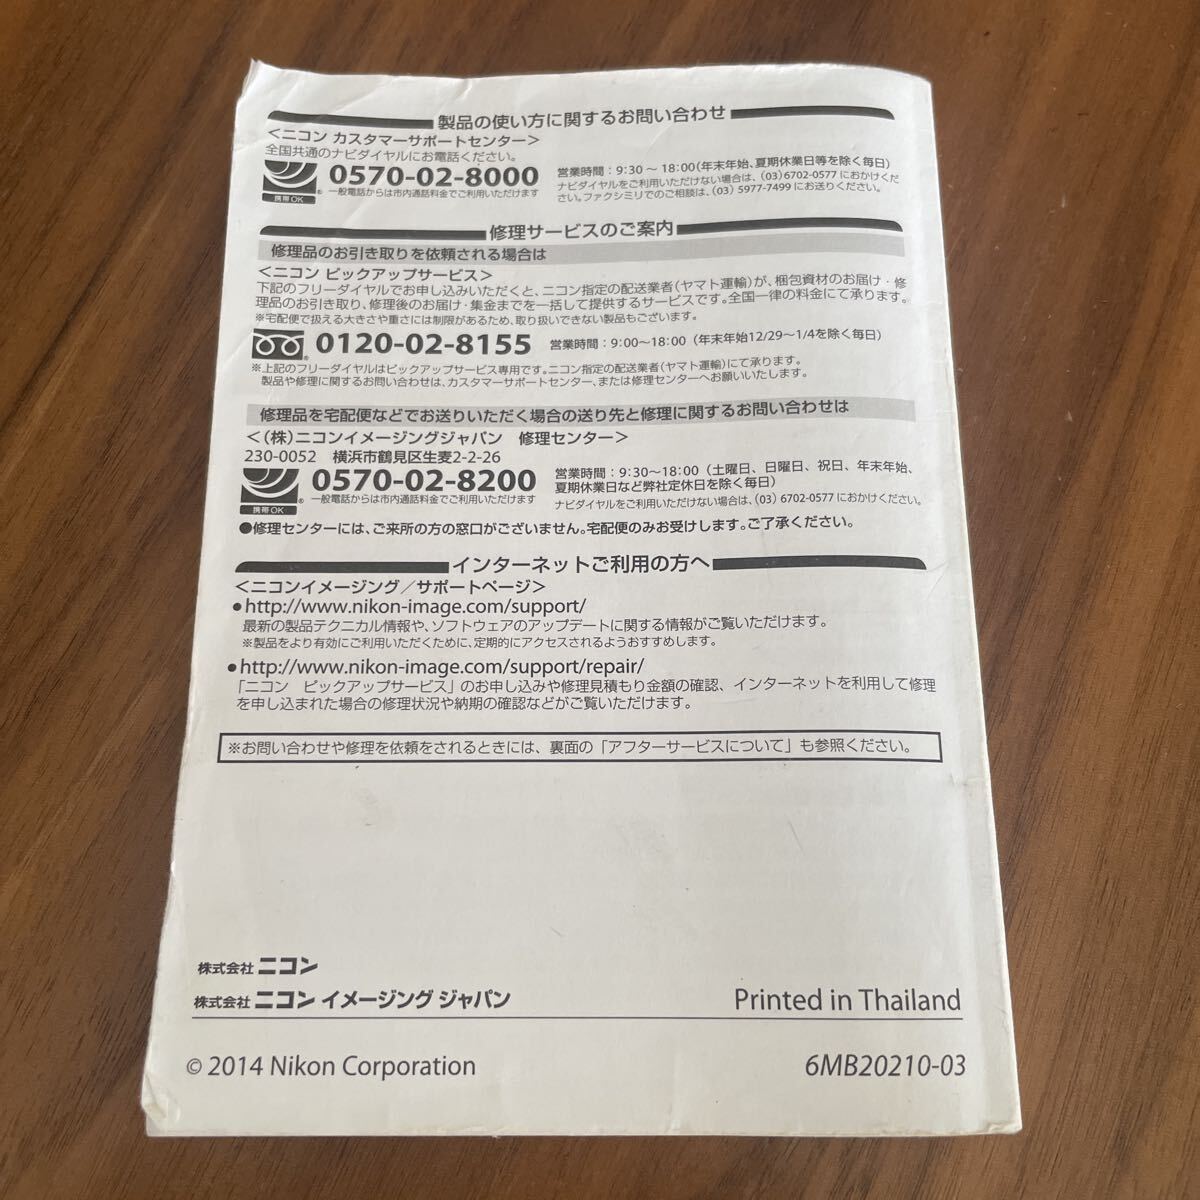 製品の使い方に関するお問い合わせ
＜ニコン カスタマーサポートセンター＞
全国共通のナビダイヤルにお電話ください。
0570-02-8000
一般電話からは市内通話料金でご利用いただけます
携帯OK
営業時間：9:30～18:00（年末年始、夏期休業日等を除く毎日）
ナビダイヤルをご利用いただけない場合は、（03）6702-0577 におかけくだ
さい。ファクシミリでのご相談は、（03）5977-7499 にお送りください。
修理サービスのご案内
修理品のお引き取りを依頼される場合は
＜ニコン ピックアップサービス＞
下記のフリーダイヤルでお申し込みいただくと、ニコン指定の配送業者（ヤマト運輸）が、梱包資材のお届け・修
理品のお引き取り、修理後のお届け・集金までを一括して提供するサービスです。全国一律の料金にて承ります。
※宅配便で扱える大きさや重さには制限があるため、取り扱いできない製品もございます。
0120-02-8155
営業時間：9:00～18:00（年末年始12/29～1/4を除く毎日）
※上記のフリーダイヤルはピックアップサービス専用です。ニコン指定の配送業者（ヤマト運輸）にて承ります。
製品や修理に関するお問い合わせは、カスタマーサポートセンター、または修理センターへお願いいたします。
修理品を宅配便などでお送りいただく場合の送り先と修理に関するお問い合わせは
＜（株）ニコンイメージングジャパン　修理センター＞
230-0052　横浜市鶴見区生麦2-2-26
0570-02-8200
一般電話からは市内通話料金でご利用いただけます
携帯OK
営業時間：9:30～18:00（土曜日、日曜日、祝日、年末年始、
夏期休業日など弊社定休日を除く毎日）
ナビダイヤルをご利用いただけない場合は、（03）6702-0577 におかけください。
●修理センターには、ご来所の方の窓口がございません。宅配便のみお受けします。ご了承ください。
インターネットご利用の方へ
＜ニコンイメージング／サポートページ＞
●http://www.nikon-image.com/support/
最新の製品テクニカル情報や、ソフトウェアのアップデートに関する情報がご覧いただけます。
※製品をより有効にご利用いただくために、定期的にアクセスされるようおすすめします。
●http://www.nikon-image.com/support/repair/
「ニコン　ピックアップサービス」のお申し込みや修理見積もり金額の確認、インターネットを利用して修理
を申し込まれた場合の修理状況や納期の確認などがご覧いただけます。
※お問い合わせや修理を依頼をされるときには、裏面の「アフターサービスについて」も参照ください。
株式会社 ニコン
株式会社 ニコン イメージング ジャパン
Printed in Thailand
© 2014 Nikon Corporation
6MB20210-03